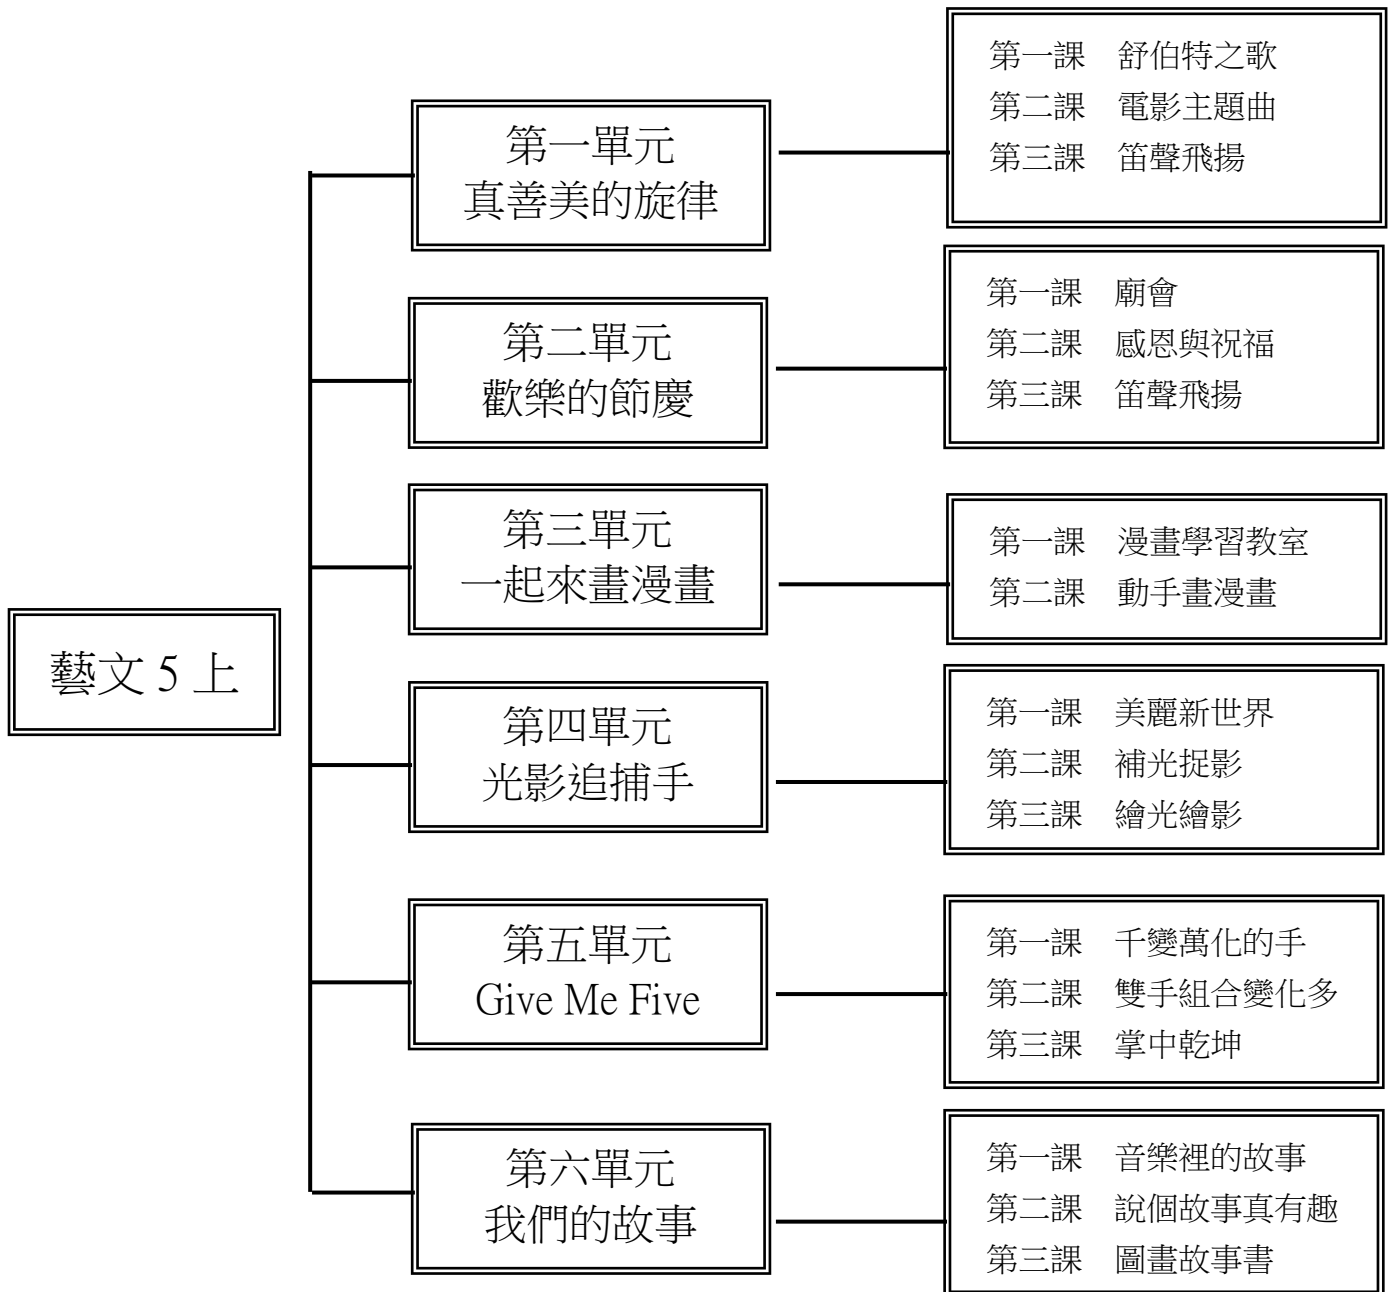 藝文 5 上
第一單元
真善美的旋律
第一課　舒伯特之歌
第二課　電影主題曲
第三課　笛聲飛揚
第二單元
歡樂的節慶
第一課　廟會
第二課　感恩與祝福
第三課　笛聲飛揚
第三單元
一起來畫漫畫
第一課　漫畫學習教室
第二課　動手畫漫畫
第四單元
光影追捕手
第一課　美麗新世界
第二課　補光捉影
第三課　繪光繪影
第五單元
Give Me Five
第一課　千變萬化的手
第二課　雙手組合變化多
第三課　掌中乾坤
第六單元
我們的故事
第一課　音樂裡的故事
第二課　說個故事真有趣
第三課　圖畫故事書